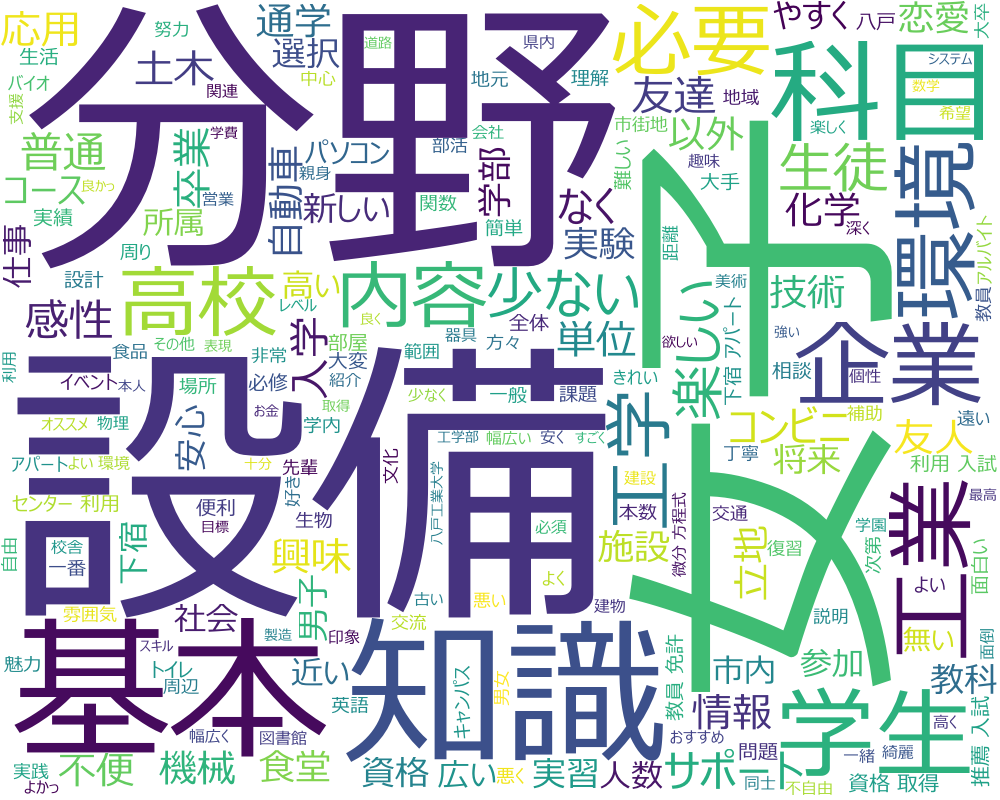 応用
努力
通学
道路
県内
必要
やすく
八戸
恋愛
大卒
生活
選択
中心
分野
科目
システム
バイオ
土木
関連
地元
理解
友達
地域
数学
支援
学費
部活
会社
市街地
以外
楽しく
希望
普通
卒業
自動車
パソコン
親身
学部
難しい
趣味
生徒
環境
コース
良かっ
営業
新しい
関数
なく
大手
化学
実績
所属
簡単
実験
距離
深く
仕事
周り
女子
教員
アルバイト
設計
高校
高い
内容
少ない
美術
技術
感性
レベル
良く
器具
全体
単位
楽しい
下宿
アパート
強い
企業
その他
表現
入学
部屋
範囲
方々
欲しい
利用
食品
非常
大変
紹介
きれい
相談
個性
イベント
本人
場所
必修
お金
取得
少なく
一般
課題
工学
オススメ
物理
安心
学内
工学部
幅広い
安く
すごく
コンビニ
補助
遠い
アパート
よい
環境
十分
先輩
文化
丁寧
友人
センター
利用
設備
好き
建設
将来
利用
入試
便利
目標
生物
八戸工業大学
必須
本数
微分
方程式
交通
最高
自由
校舎
一番
下宿
興味
施設
立地
復習
学園
次第
工業
面白い
雰囲気
社会
男子
古い
悪い
よく
建物
説明
よい
無い
面倒
基本
スキル
製造
印象
交流
知識
教員
免許
市内
参加
魅力
トイレ
周辺
近い
英語
キャンパス
男女
情報
学生
教科
幅広く
図書館
おすすめ
問題
一緒
綺麗
高く
推薦
入試
実践
よかっ
不便
機械
食堂
資格
広い
悪く
実習
人数
サポ
同士
不自由
資格
取得